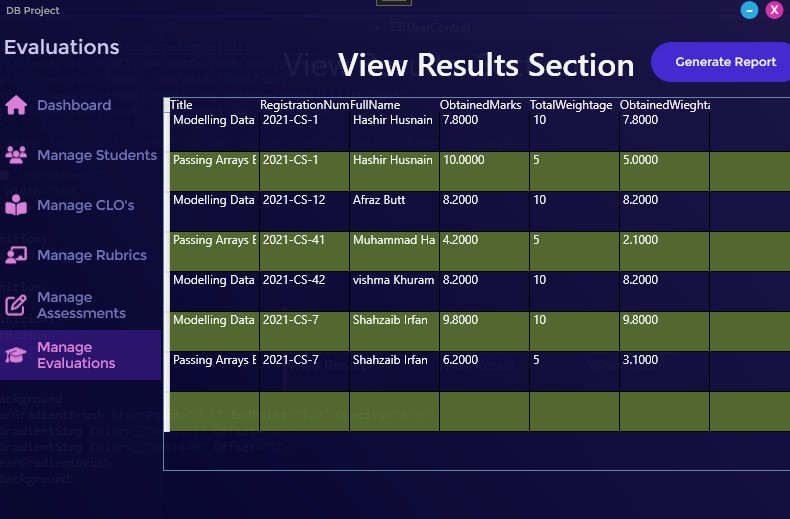 DB Project
UserControl
Evaluations
View Results Section
Generate Report
Dashboard
Manage Students
Manage CLO's
Manage Rubrics
Manage
Assessments
Manage
Evaluations
Title RegistrationNum FullName ObtainedMarks TotalWeightage ObtainedWieghta
Modelling Data 2021-CS-1 Hashir Husnain 7.8000 10 7.8000
Passing Arrays E 2021-CS-1 Hashir Husnain 10.0000 5 5.0000
Modelling Data 2021-CS-12 Afraz Butt 8.2000 10 8.2000
Passing Arrays E 2021-CS-41 Muhammad Ha 4.2000 5 2.1000
Modelling Data 2021-CS-42 vishma Khuram 8.2000 10 8.2000
Modelling Data 2021-CS-7 Shahzaib Irfan 9.8000 10 9.8000
Passing Arrays E 2021-CS-7 Shahzaib Irfan 6.2000 5 3.1000